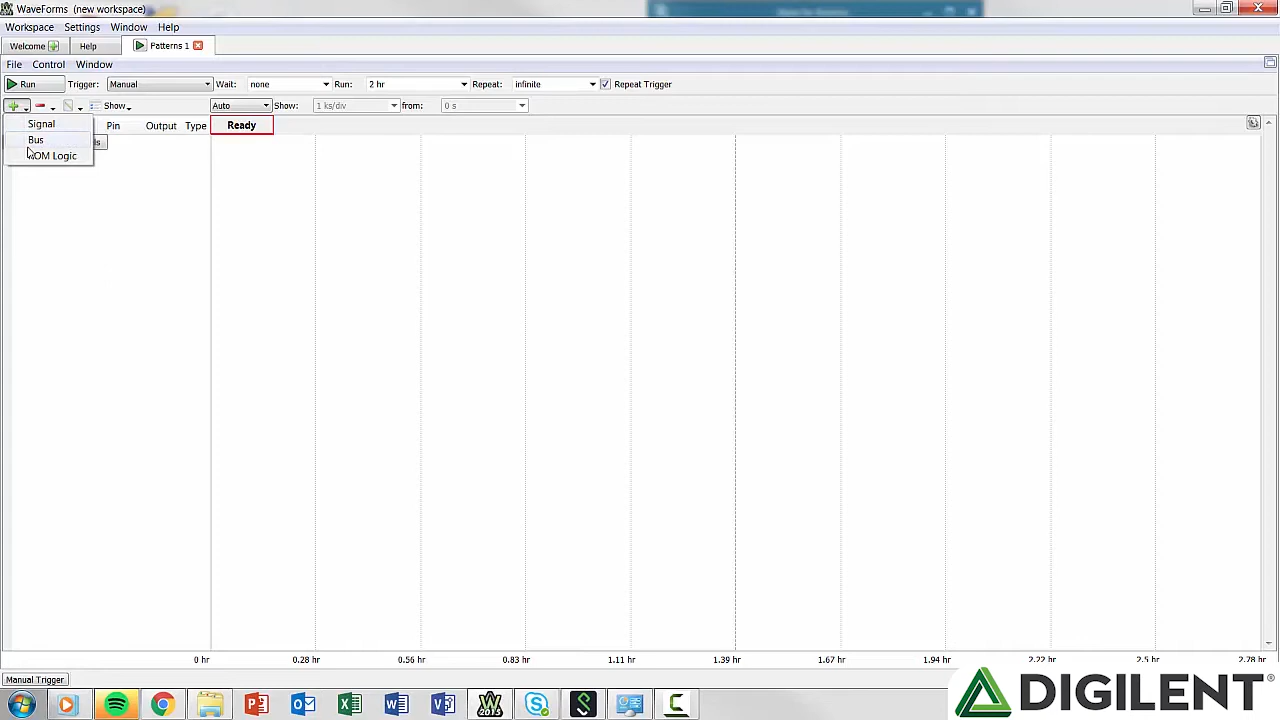 WaveForms (new workspace)
Workspace Settings Window Help
Welcome Help Patterns 1
File Control Window
Run Trigger: Manual Wait: none Run: 2 hr Repeat: infinite Repeat Trigger
Show Auto Show: 1 ks/div from: 0 s
Signal Pin Output Type Ready
Bus
ROM Logic
0 hr 0.28 hr 0.56 hr 0.83 hr 1.11 hr 1.39 hr 1.67 hr 1.94 hr 2.22 hr 2.5 hr 2.78 hr
Manual Trigger
2015
DIGILENT®